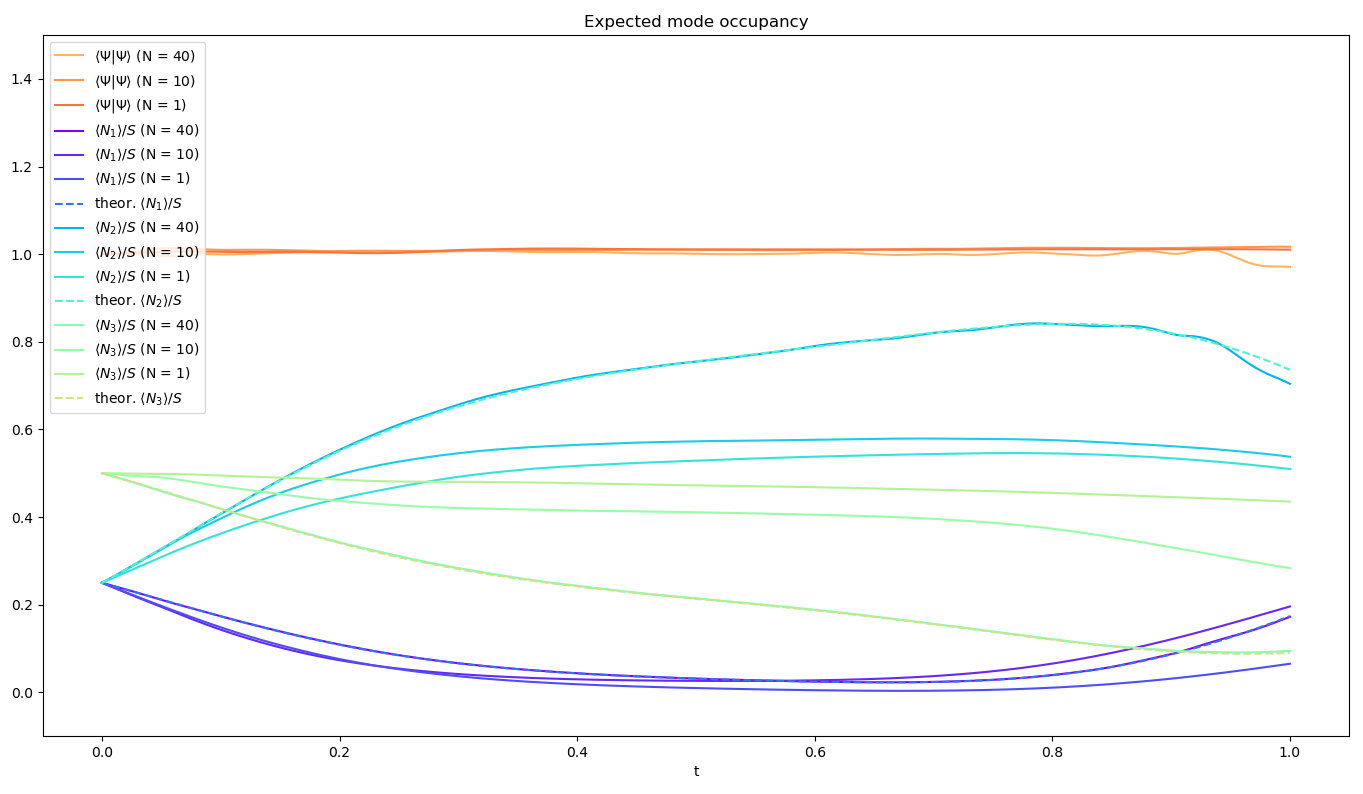 Expected mode occupancy
⟨Ψ|Ψ⟩ (N = 40)
⟨Ψ|Ψ⟩ (N = 10)
⟨Ψ|Ψ⟩ (N = 1)
⟨N₁⟩/S (N = 40)
⟨N₁⟩/S (N = 10)
⟨N₁⟩/S (N = 1)
theor. ⟨N₁⟩/S
⟨N₂⟩/S (N = 40)
⟨N₂⟩/S (N = 10)
⟨N₂⟩/S (N = 1)
theor. ⟨N₂⟩/S
⟨N₃⟩/S (N = 40)
⟨N₃⟩/S (N = 10)
⟨N₃⟩/S (N = 1)
theor. ⟨N₃⟩/S
1.4
1.2
1.0
0.8
0.6
0.4
0.2
0.0
0.0 0.2 0.4 0.6 0.8 1.0
t